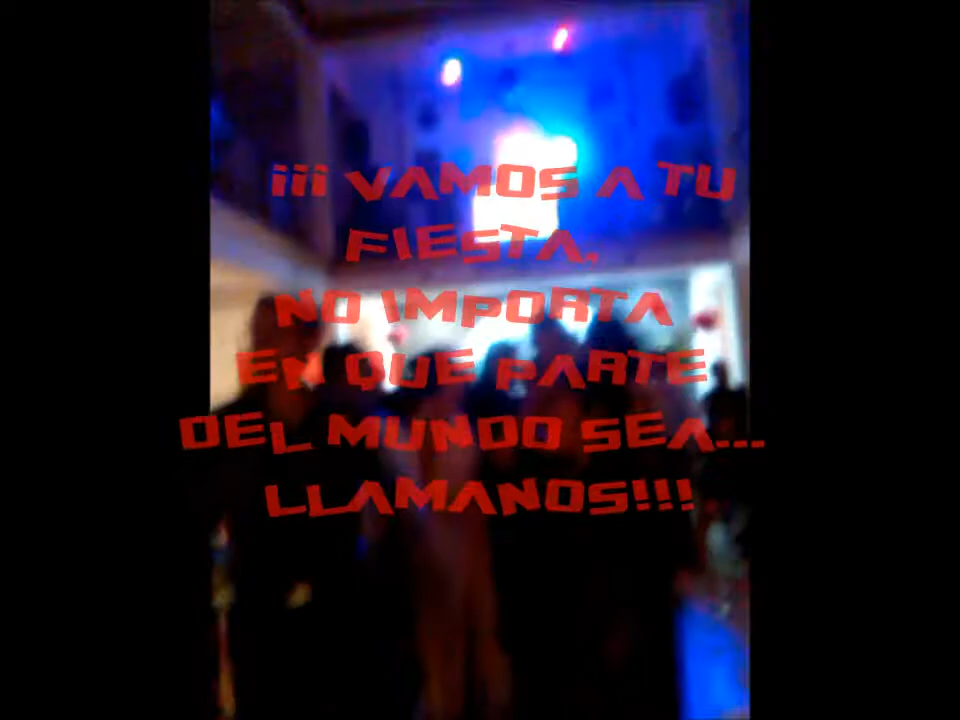 ¡¡¡ VAMOS A TU
FIESTA,
NO IMPORTA
EN QUE PARTE
DEL MUNDO SEA...
LLAMANOS!!!